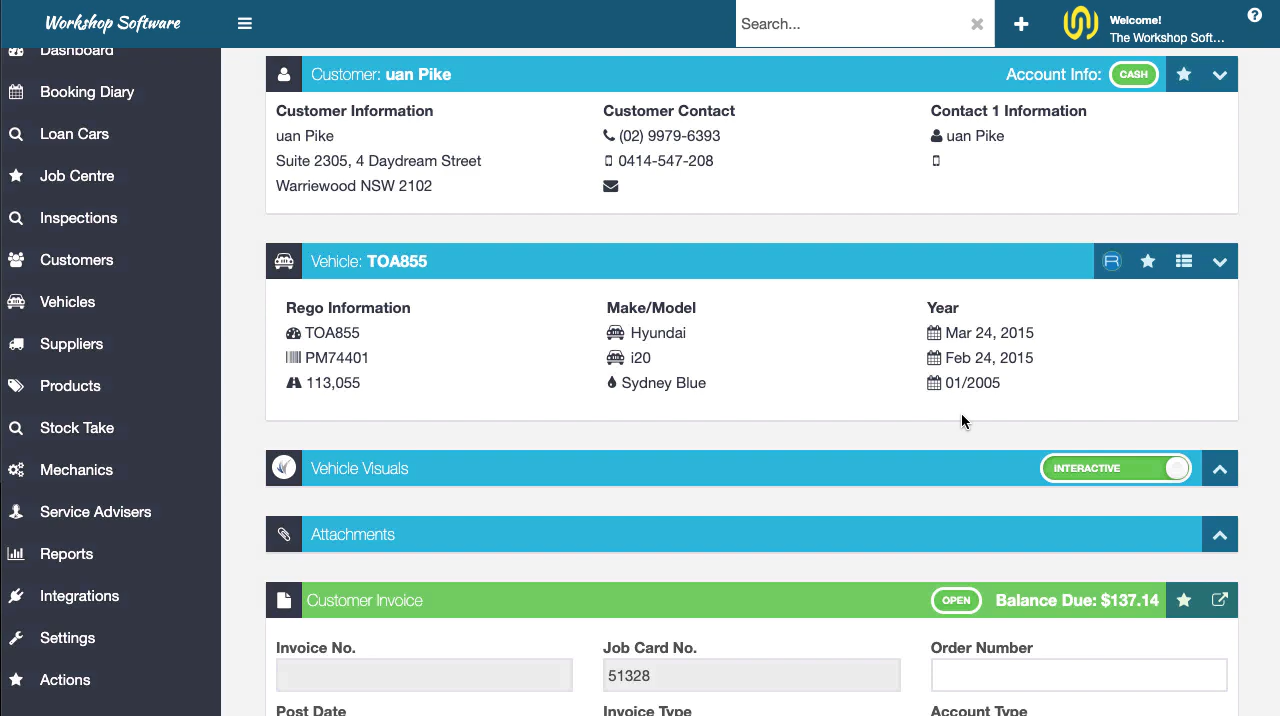 Workshop Software
Search...
Welcome!
The Workshop Soft...
Dashboard
Booking Diary
Loan Cars
Job Centre
Inspections
Customers
Vehicles
Suppliers
Products
Stock Take
Mechanics
Service Advisers
Reports
Integrations
Settings
Actions
Customer: uan Pike
Account Info: CASH
Customer Information
uan Pike
Suite 2305, 4 Daydream Street
Warriewood NSW 2102
Customer Contact
(02) 9979-6393
0414-547-208
Contact 1 Information
uan Pike
Vehicle: TOA855
Rego Information
TOA855
PM74401
113,055
Make/Model
Hyundai
i20
Sydney Blue
Year
Mar 24, 2015
Feb 24, 2015
01/2005
Vehicle Visuals
INTERACTIVE
Attachments
Customer Invoice
OPEN
Balance Due: $137.14
Invoice No.
Job Card No.
51328
Order Number
Post Date
Invoice Type
Account Type